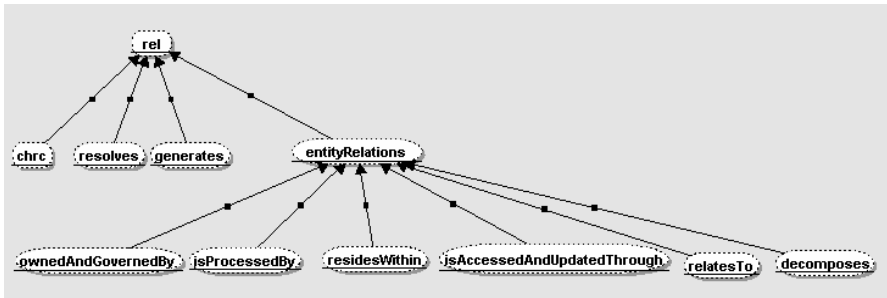 rel
chrc
resolves
generates
entityRelations
ownedAndGovernedBy
isProcessedBy
residesWithin
isAccessedAndUpdatedThrough
relatesTo
decomposes